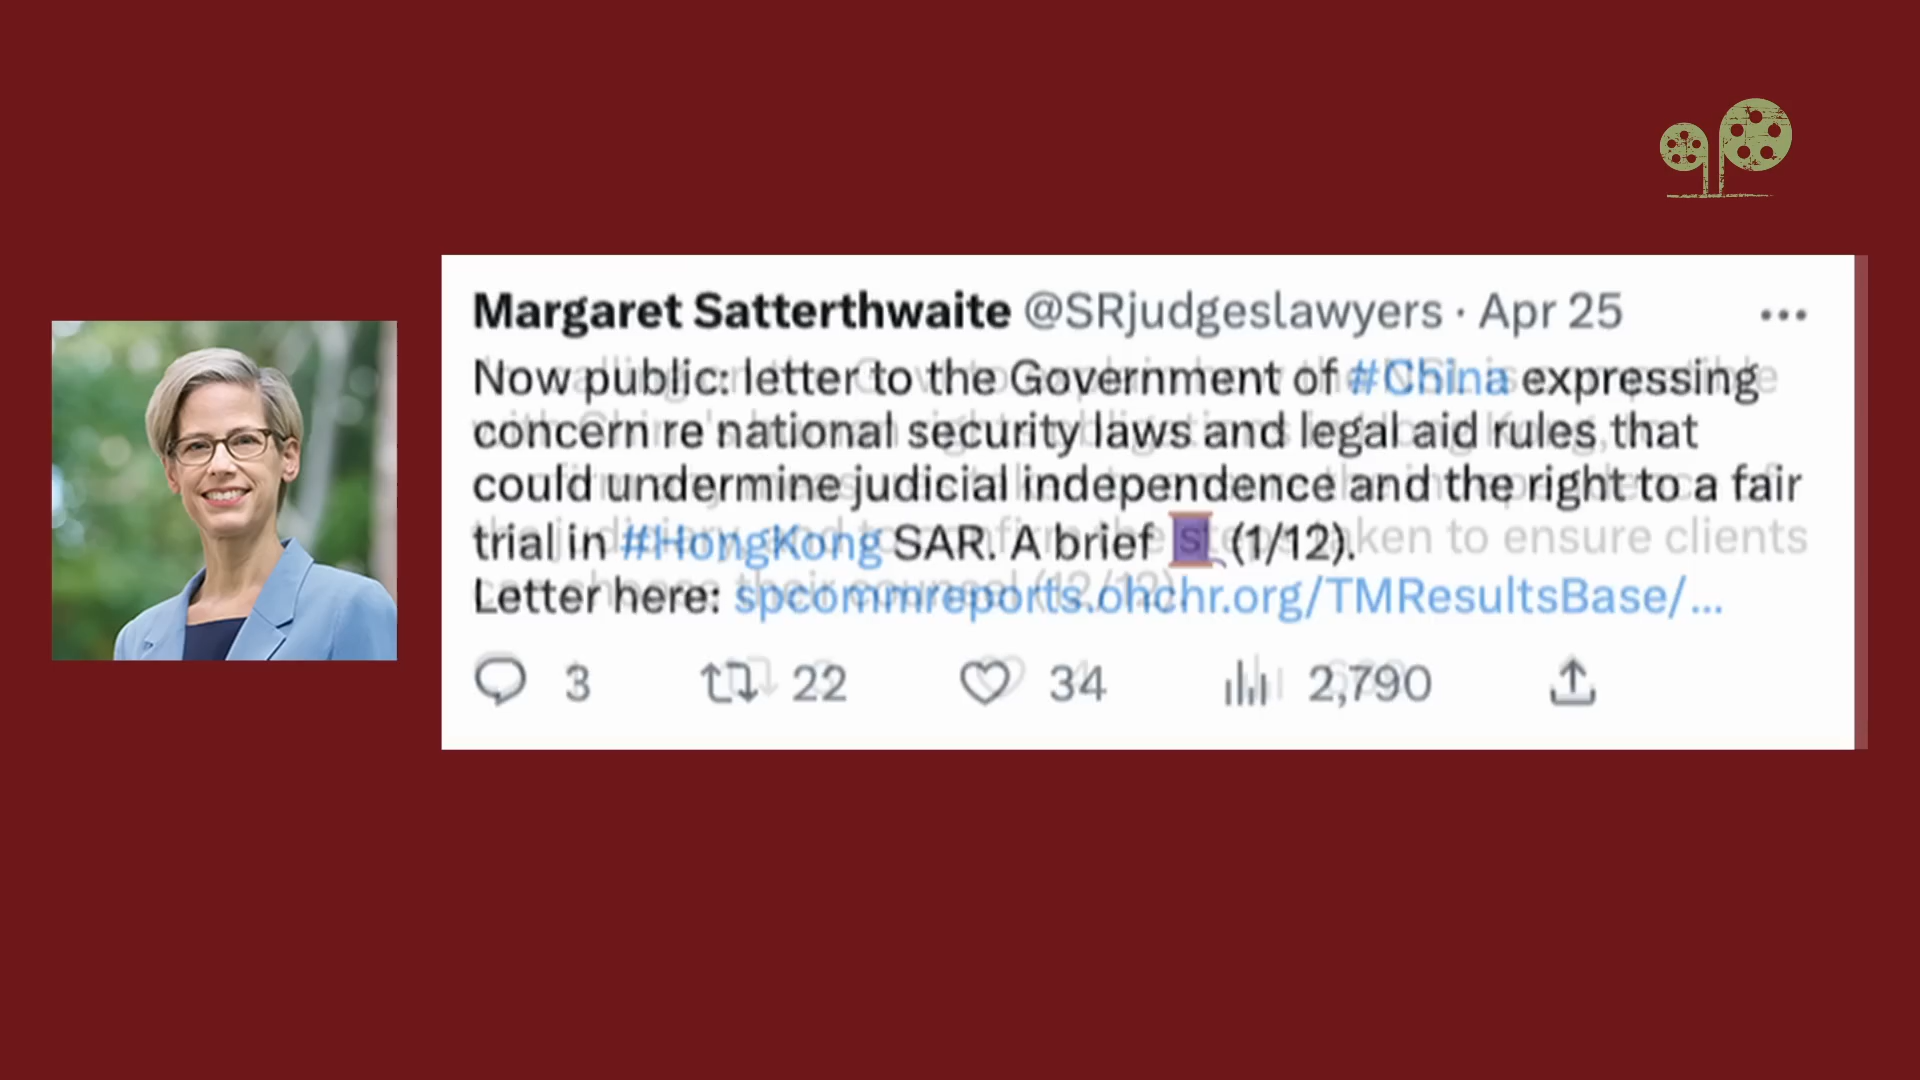 Margaret Satterthwaite @SRjudgeslawyers · Apr 25
Now public: letter to the Government of #China expressing
concern re national security laws and legal aid rules that
could undermine judicial independence and the right to a fair
trial in #HongKong SAR. A brief 🧵 (1/12).
Letter here: spcommreports.ohchr.org/TMResultsBase/...
3 22 34 2,790